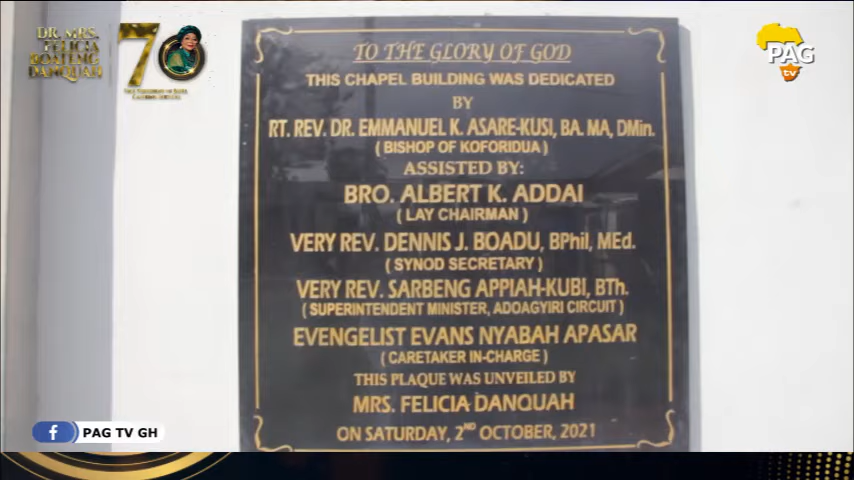 DR. MRS.
FELICIA
BOATENG
DANQUAH
70
PAG
tv
TO THE GLORY OF GOD
THIS CHAPEL BUILDING WAS DEDICATED
BY
RT. REV. DR. EMMANUEL K. ASARE-KUSI, BA. MA, DMin.
(BISHOP OF KOFORIDUA)
ASSISTED BY:
BRO. ALBERT K. ADDAI
(LAY CHAIRMAN)
VERY REV. DENNIS J. BOADU, BPhil, MEd.
(SYNOD SECRETARY)
VERY REV. SARBENG APPIAH-KUBI, BTh.
(SUPERINTENDENT MINISTER, ADOAGYIRI CIRCUIT)
EVENGELIST EVANS NYABAH APASAR
(CARETAKER IN-CHARGE)
THIS PLAQUE WAS UNVEILED BY
MRS. FELICIA DANQUAH
ON SATURDAY, 2ND OCTOBER, 2021
f PAG TV GH